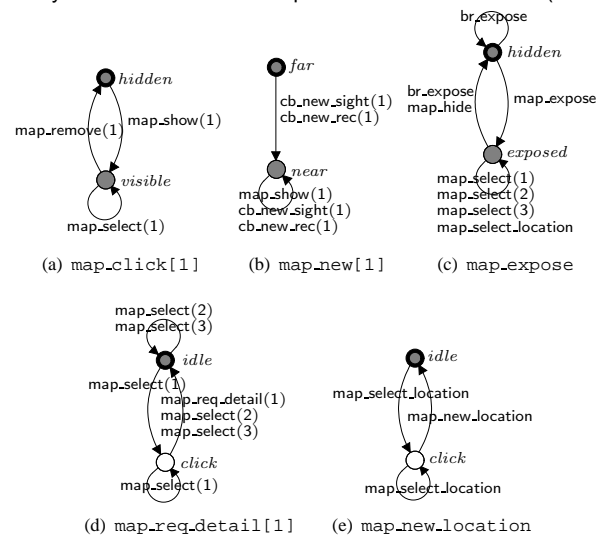 hidden
map_remove(1)
map_show(1)
visible
map_select(1)
(a) map_click[1]
far
cb_new_sight(1)
cb_new_rec(1)
near
map_show(1)
cb_new_sight(1)
cb_new_rec(1)
(b) map_new[1]
br_expose
hidden
br_expose
map_hide
map_expose
exposed
map_select(1)
map_select(2)
map_select(3)
map_select_location
(c) map_expose
map_select(2)
map_select(3)
idle
map_select(1)
map_req_detail(1)
map_select(2)
map_select(3)
click
map_select(1)
(d) map_req_detail[1]
idle
map_select_location
map_new_location
click
map_select_location
(e) map_new_location